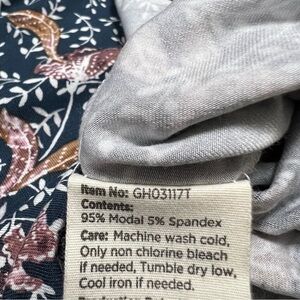 Item No: GH03117T
Contents:
95% Modal 5% Spandex
Care: Machine wash cold,
Only non chlorine bleach
if needed, Tumble dry low,
Cool iron if needed.